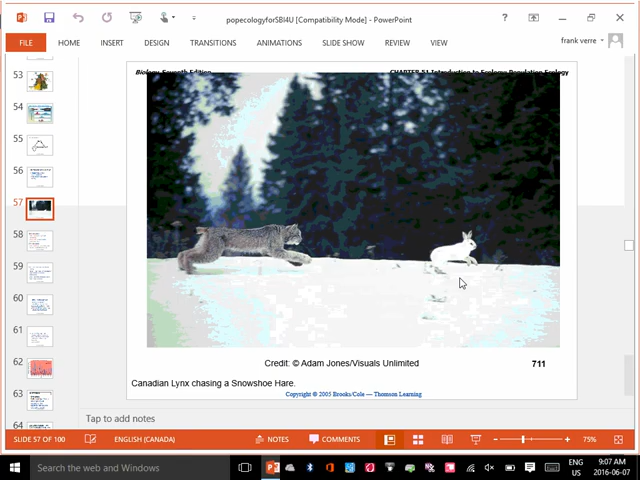 popecologyforSBI4U [Compatibility Mode] - PowerPoint
FILE HOME INSERT DESIGN TRANSITIONS ANIMATIONS SLIDE SHOW REVIEW VIEW frank verre
Biology, Seventh Edition CHAPTER 51 Introduction to Ecology: Population Ecology
53
54
55
56
57
58
59
60
61
62
63
64
Credit: © Adam Jones/Visuals Unlimited 711
Canadian Lynx chasing a Snowshoe Hare.
Copyright © 2005 Brooks/Cole — Thomson Learning
Tap to add notes
SLIDE 57 OF 100 ENGLISH (CANADA) NOTES COMMENTS 75%
Search the web and Windows
ENG 9:07 AM
US 2016-06-07